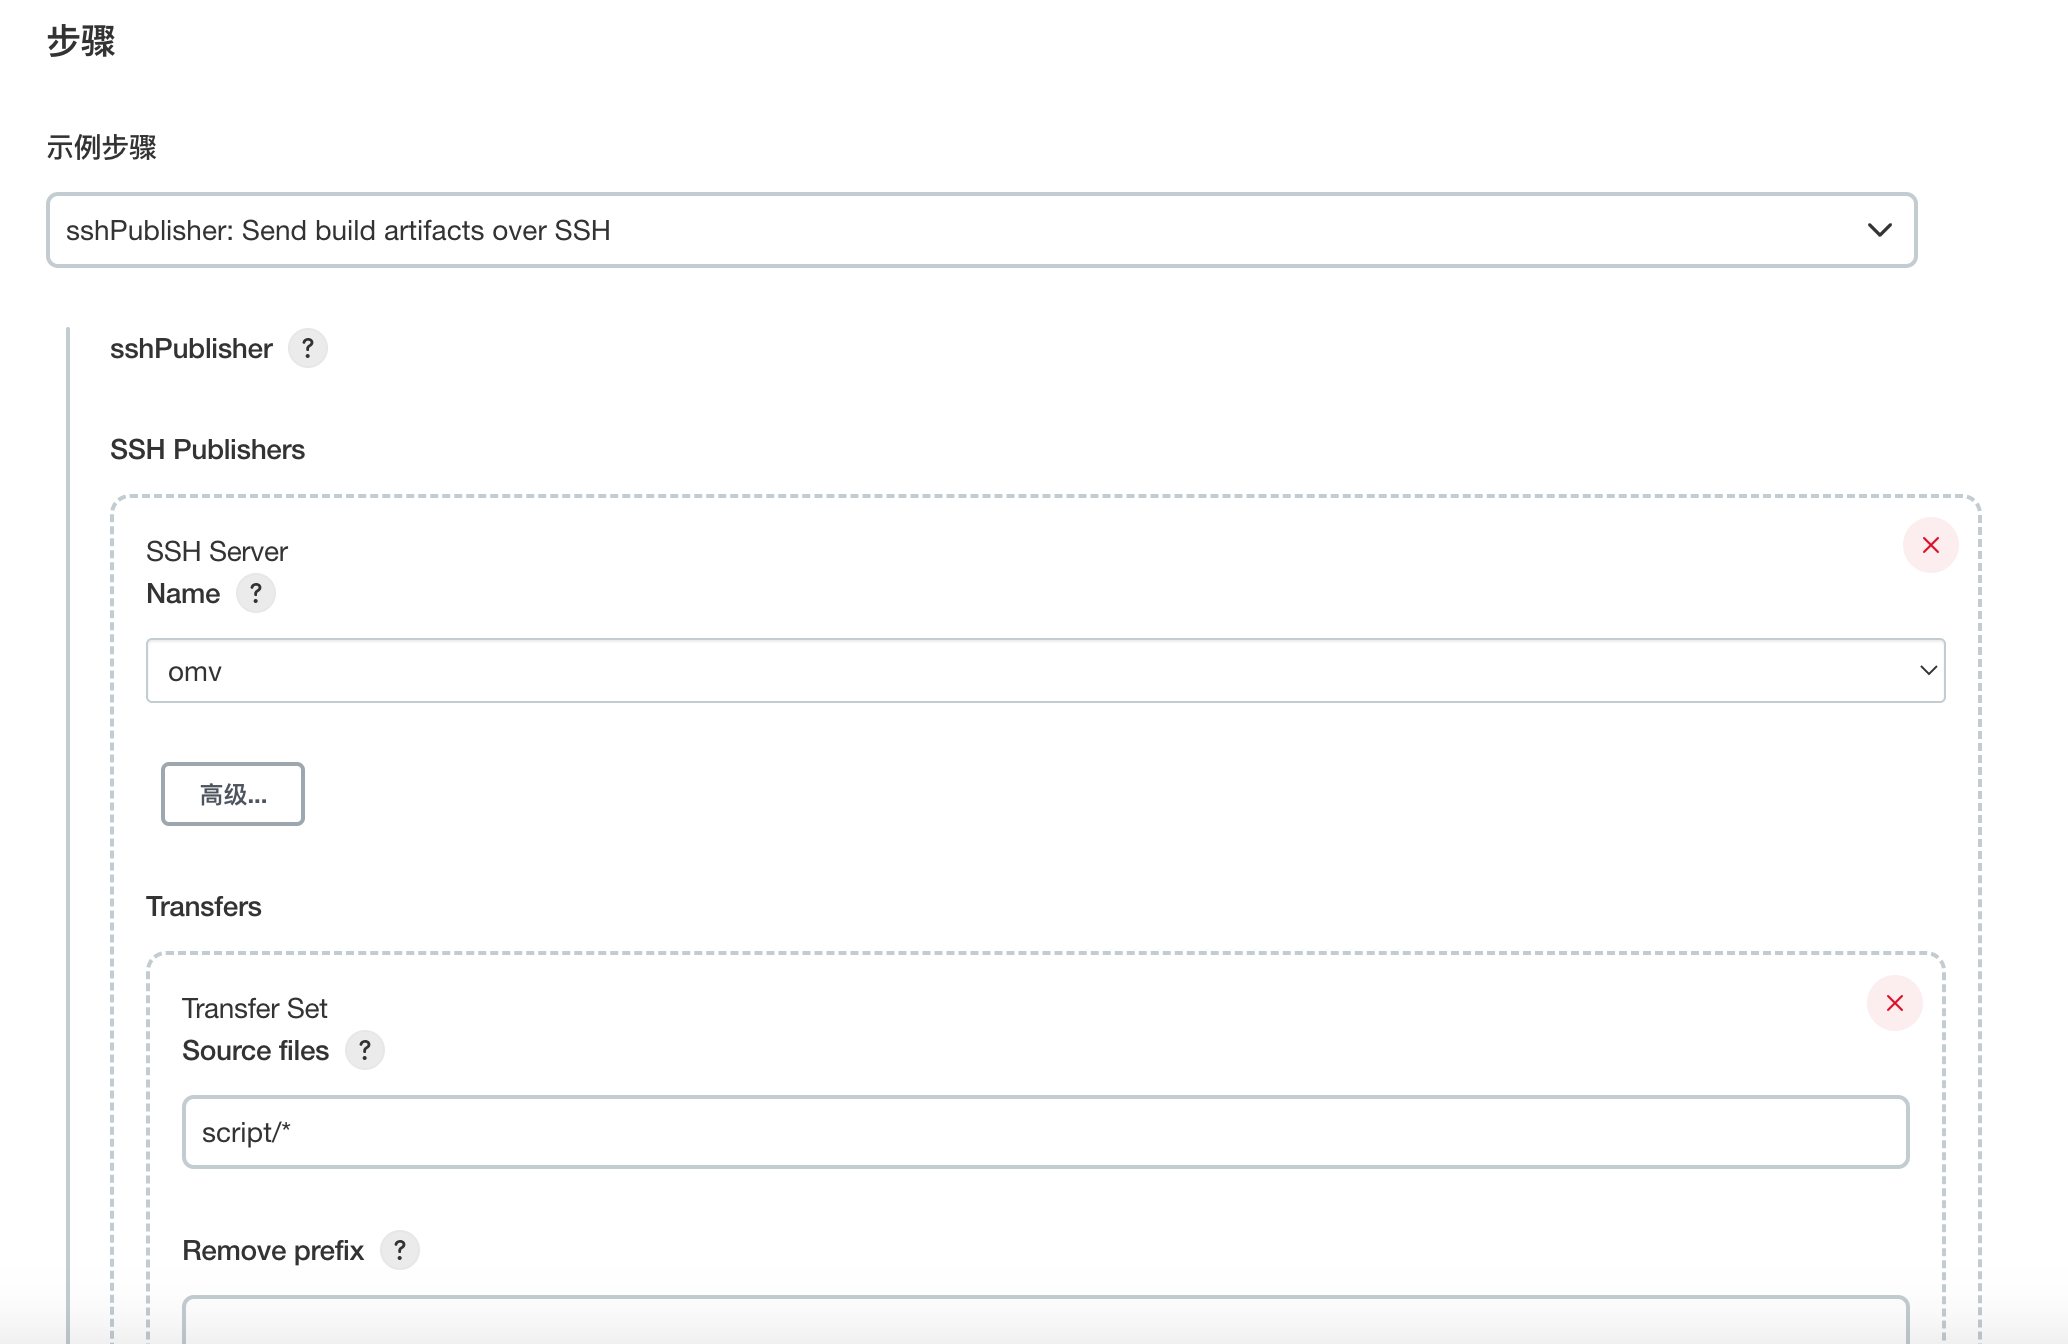 步骤
示例步骤
sshPublisher: Send build artifacts over SSH
sshPublisher ?
SSH Publishers
SSH Server
Name ?
omv
高级...
Transfers
Transfer Set
Source files ?
script/*
Remove prefix ?